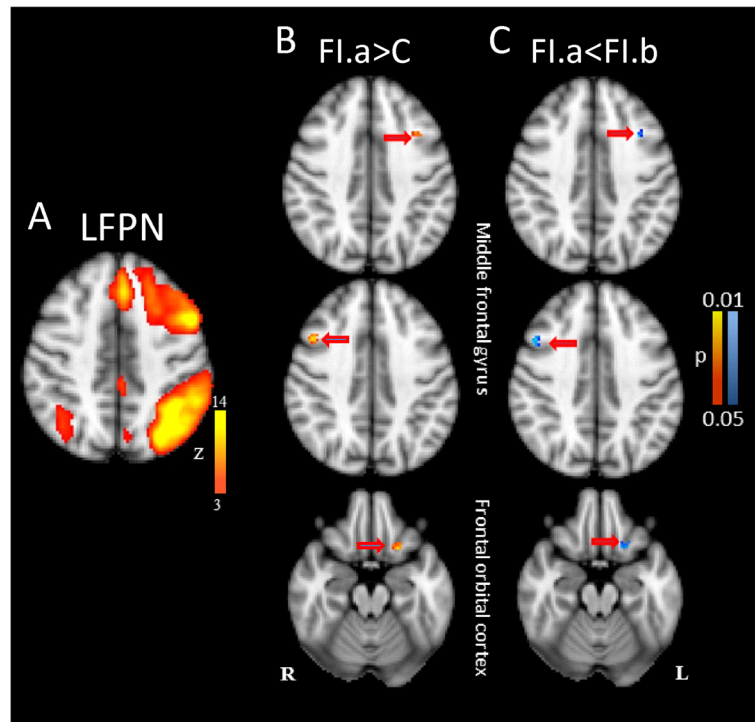 A
LFPN
14
z
3
B
FI.a>C
C
FI.a<FI.b
Middle frontal gyrus
Frontal orbital cortex
0.01
p
0.05
R
L